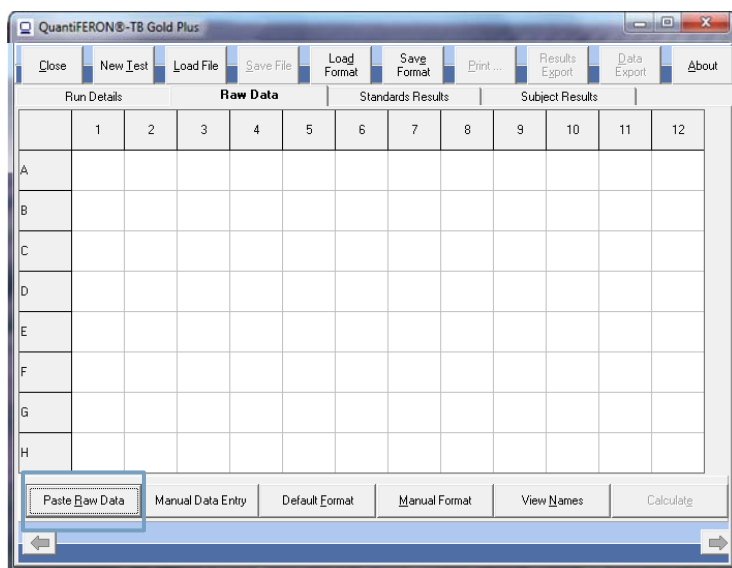 QuantiFERON®-TB Gold Plus
Close New Test Load File Save File Load Format Save Format Print ... Results Export Data Export About
Run Details Raw Data Standards Results Subject Results
1 2 3 4 5 6 7 8 9 10 11 12
A
B
C
D
E
F
G
H
Paste Raw Data Manual Data Entry Default Format Manual Format View Names Calculate